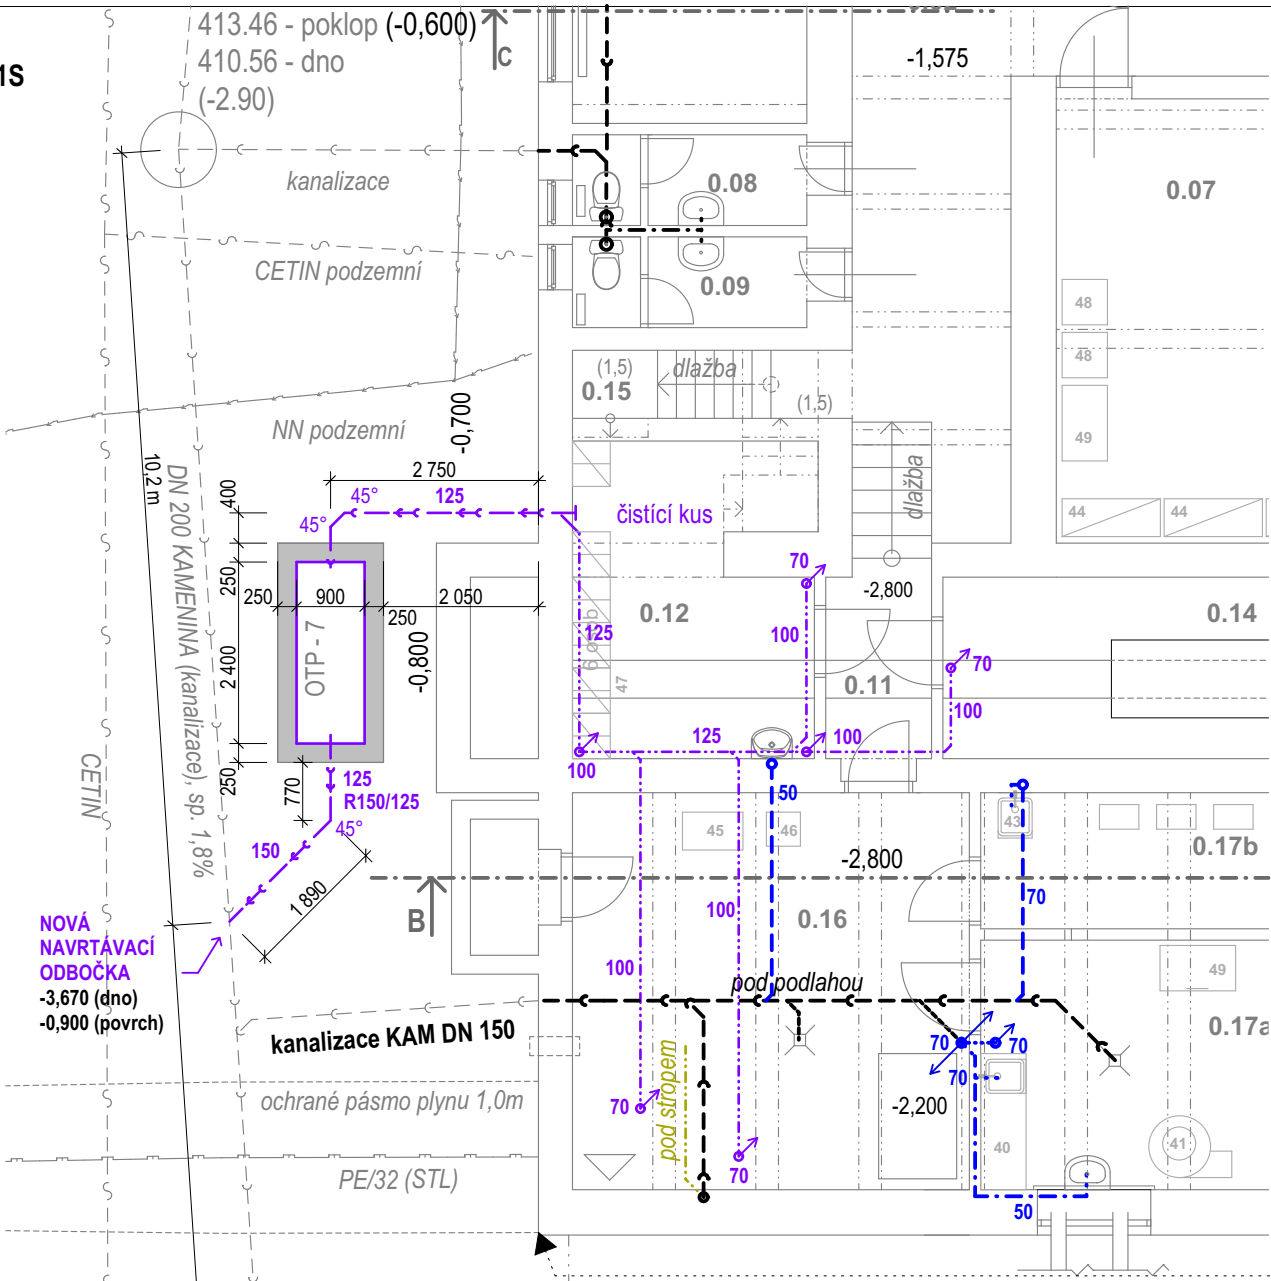 413.46 - poklop (-0,600)
410.56 - dno
(-2.90)
1S
C
-1,575
kanalizace
0.08
0.07
CETIN podzemní
0.09
48
48
(1,5)
dlažba
0.15
(1,5)
49
NN podzemní
-0,700
10,2 m
DN 200 KAMENINA (kanalizace), sp. 1,8%
2 750
400
45°
125
45°
čistící kus
dlažba
44
44
250
250
900
250
2 050
70
-2,800
0.12
0.14
125
6 osob
100
2 400
OTP - 7
-0,800
47
0.11
70
100
125
100
100
CETIN
250
770
125
R150/125
45°
50
45
46
43
0.17b
150
-2,800
1 890
B
100
0.16
70
NOVÁ
NAVRTÁVACÍ
ODBOČKA
-3,670 (dno)
-0,900 (povrch)
100
pod podlahou
49
kanalizace KAM DN 150
0.17a
70
70
pod stropem
70
ochrané pásmo plynu 1,0m
70
-2,200
40
41
PE/32 (STL)
70
50